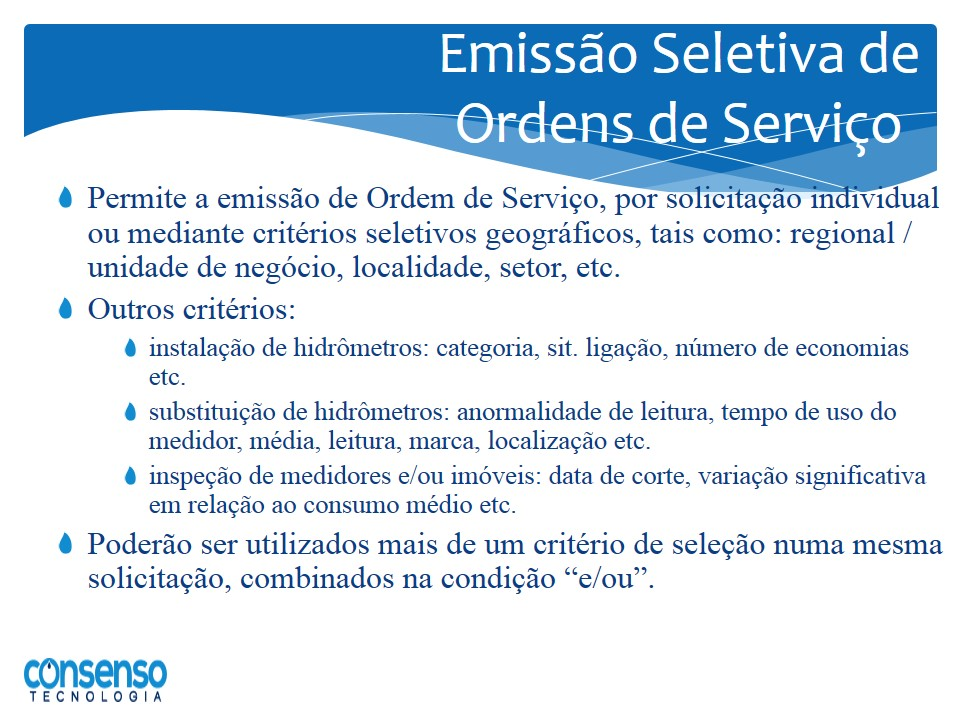 Emissão Seletiva de
Ordens de Serviço
Permite a emissão de Ordem de Serviço, por solicitação individual
ou mediante critérios seletivos geográficos, tais como: regional /
unidade de negócio, localidade, setor, etc.
Outros critérios:
instalação de hidrômetros: categoria, sit. ligação, número de economias
etc.
substituição de hidrômetros: anormalidade de leitura, tempo de uso do
medidor, média, leitura, marca, localização etc.
inspeção de medidores e/ou imóveis: data de corte, variação significativa
em relação ao consumo médio etc.
Poderão ser utilizados mais de um critério de seleção numa mesma
solicitação, combinados na condição “e/ou”.
consenso
TECNOLOGIA